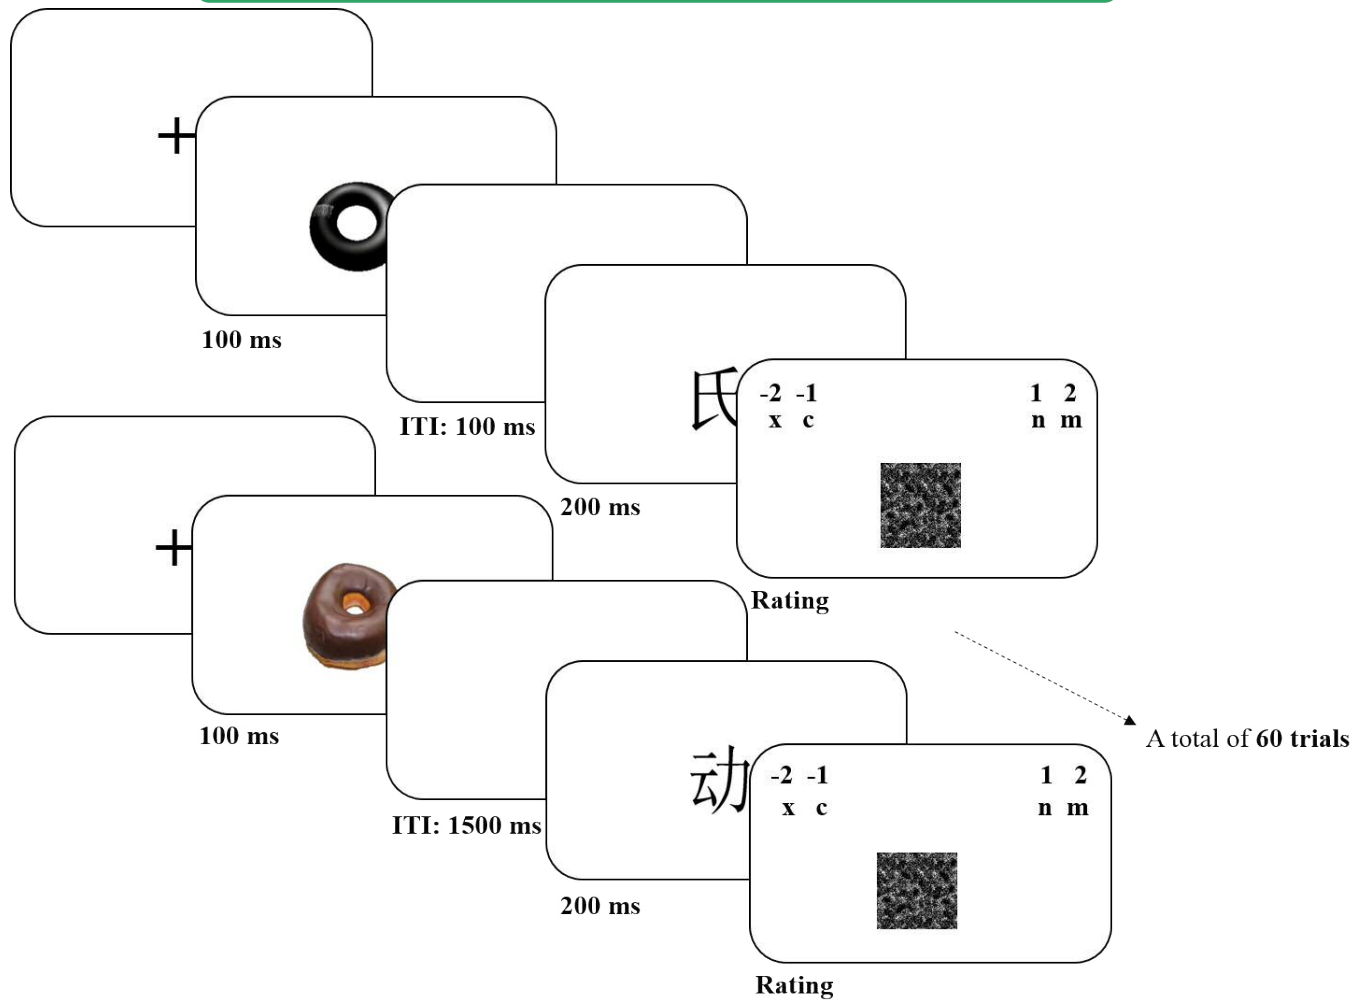 +
100 ms
ITI: 100 ms
氏
200 ms
-2 -1 1 2
x c n m
Rating
+
100 ms
ITI: 1500 ms
动
200 ms
-2 -1 1 2
x c n m
Rating
A total of 60 trials